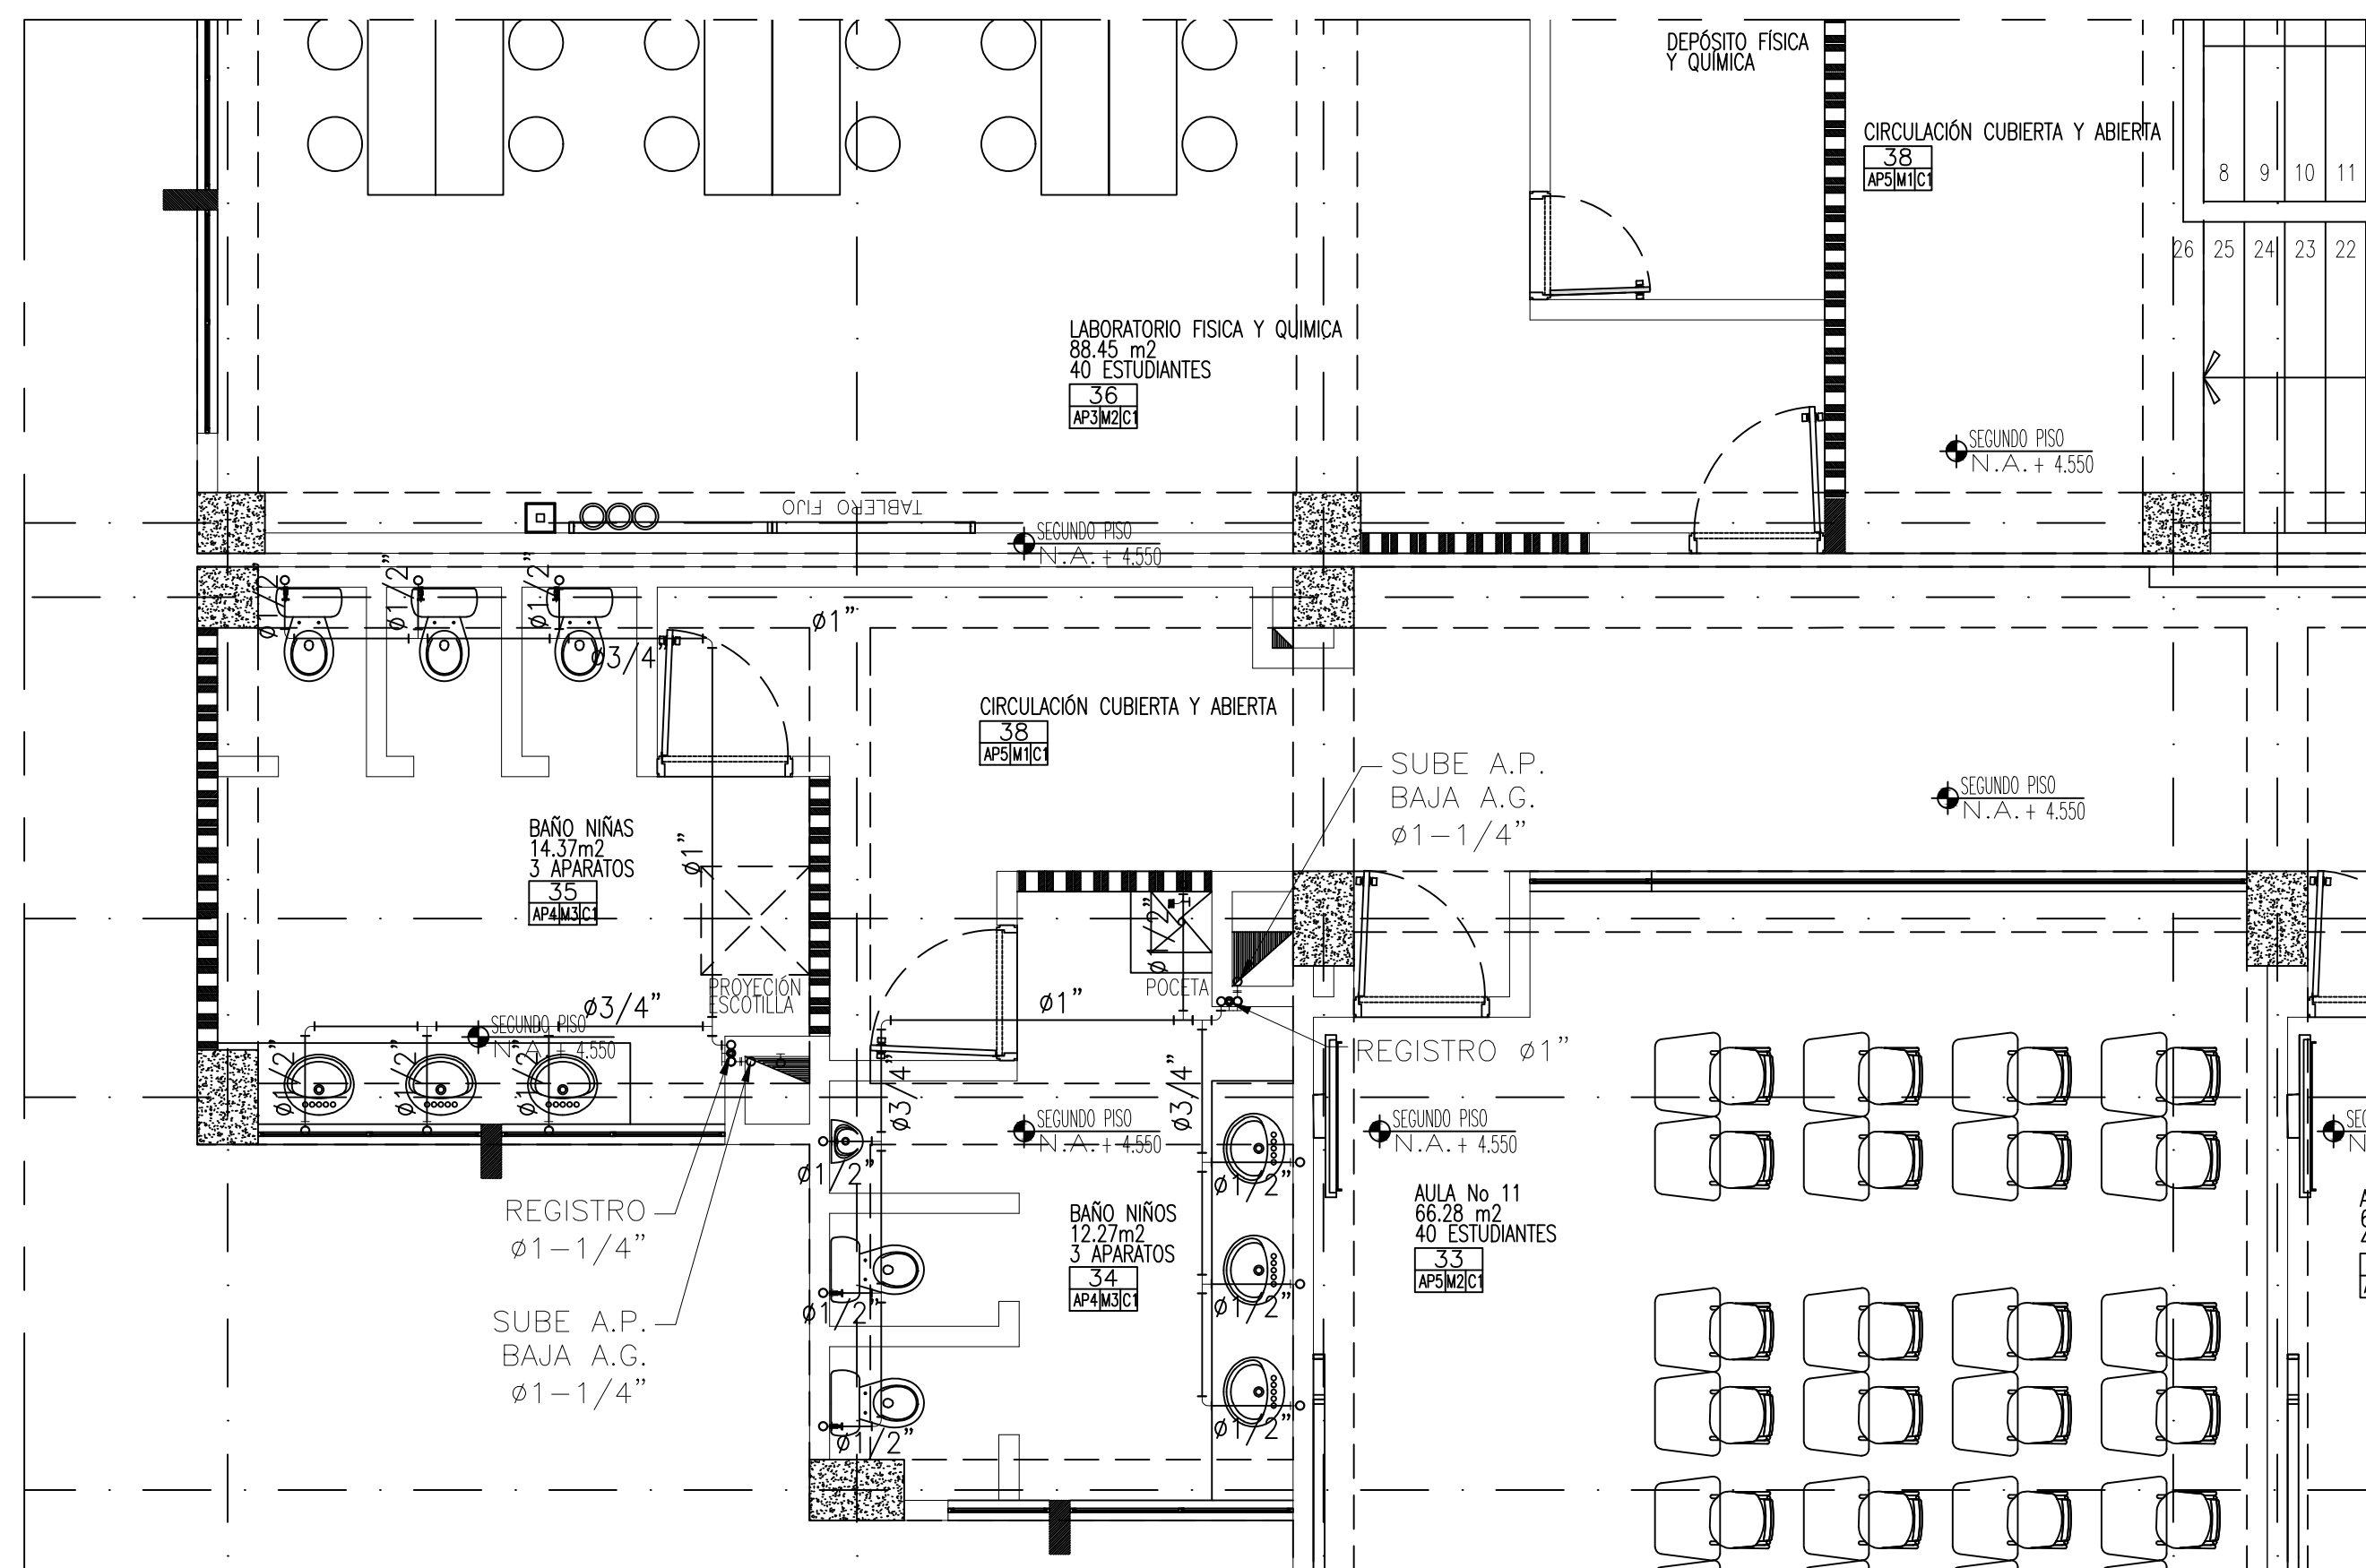 DEPÓSITO FÍSICA
Y QUÍMICA
CIRCULACIÓN CUBIERTA Y ABIERTA
38
AP5 M1 C1
8 9 10 11
26 25 24 23 22
LABORATORIO FISICA Y QUIMICA
88.45 m2
40 ESTUDIANTES
36
AP3 M2 C1
SEGUNDO PISO
N.A. + 4.550
TABLERO FIJO
SEGUNDO PISO
N.A. + 4.550
ø1/2"
ø1/2"
ø1/2"
ø3/4"
ø1"
CIRCULACIÓN CUBIERTA Y ABIERTA
38
AP5 M1 C1
SUBE A.P.
BAJA A.G.
ø1-1/4"
SEGUNDO PISO
N.A. + 4.550
BAÑO NIÑAS
14.37m2
3 APARATOS
35
AP4 M3 C1
ø1"
PROYECIÓN
ESCOTILLA
ø3/4"
SEGUNDO PISO
N.A. + 4.550
ø1/2"
ø1/2"
ø1/2"
ø1/2"
POCETA
ø1"
REGISTRO ø1"
ø3/4"
ø3/4"
SEGUNDO PISO
N.A. + 4.550
SEGUNDO PISO
N.A. + 4.550
REGISTRO
ø1-1/4"
SUBE A.P.
BAJA A.G.
ø1-1/4"
ø1/2"
ø1/2"
ø1/2"
BAÑO NIÑOS
12.27m2
3 APARATOS
34
AP4 M3 C1
ø1/2"
ø1/2"
ø1/2"
AULA No 11
66.28 m2
40 ESTUDIANTES
33
AP5 M2 C1